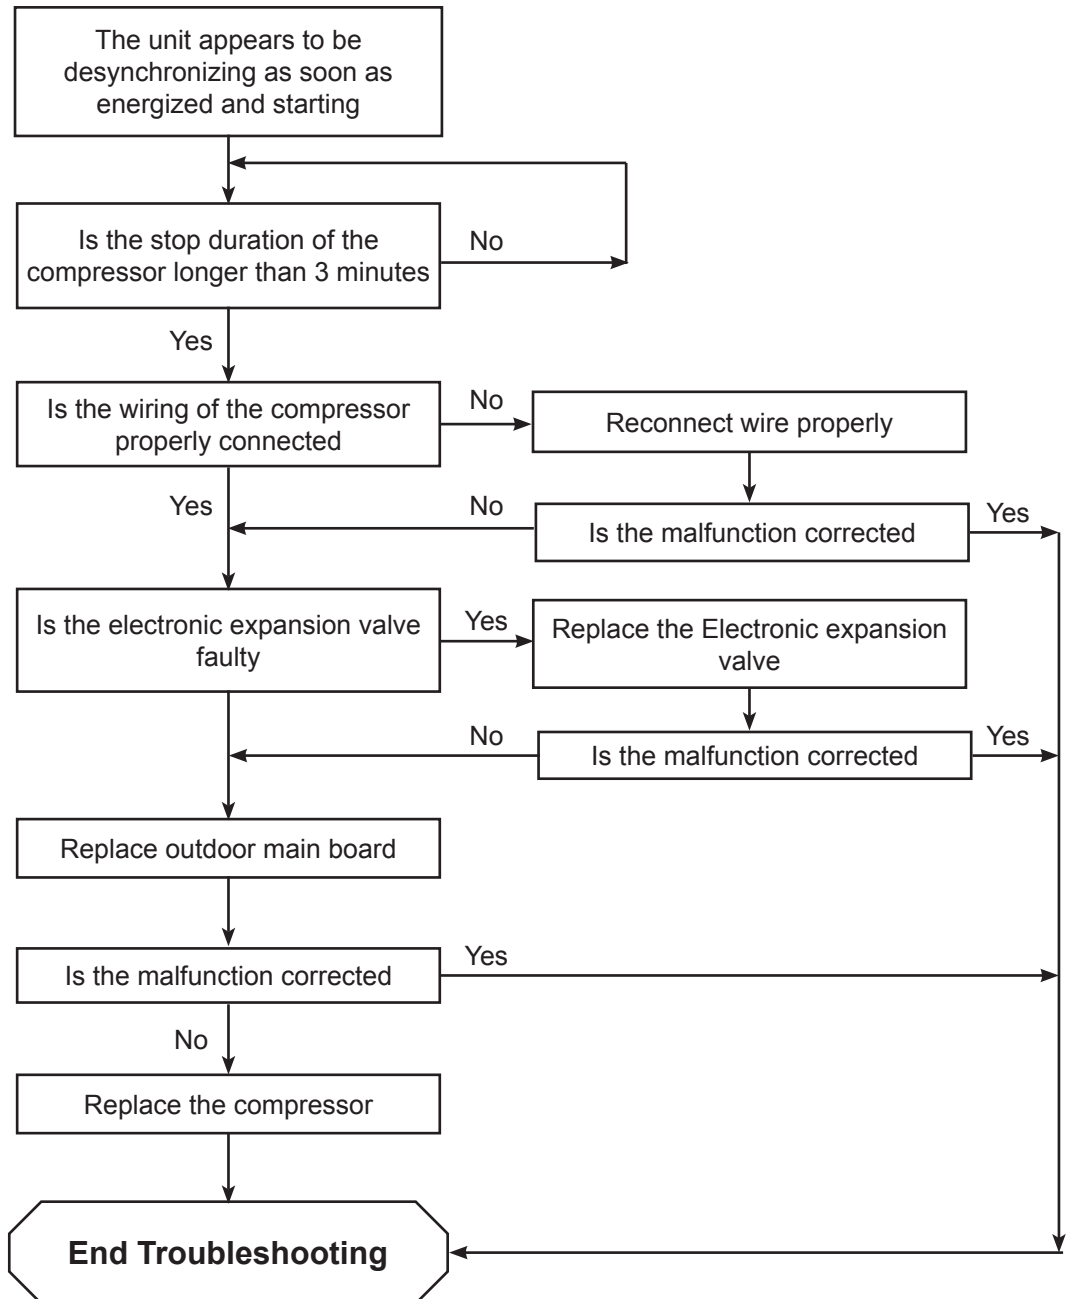 The unit appears to be
desynchronizing as soon as
energized and starting
Is the stop duration of the
compressor longer than 3 minutes
No
Yes
Is the wiring of the compressor
properly connected
No
Reconnect wire properly
Yes
No
Is the malfunction corrected
Yes
Is the electronic expansion valve
faulty
Yes
Replace the Electronic expansion
valve
No
Is the malfunction corrected
Yes
Replace outdoor main board
Is the malfunction corrected
Yes
No
Replace the compressor
End Troubleshooting